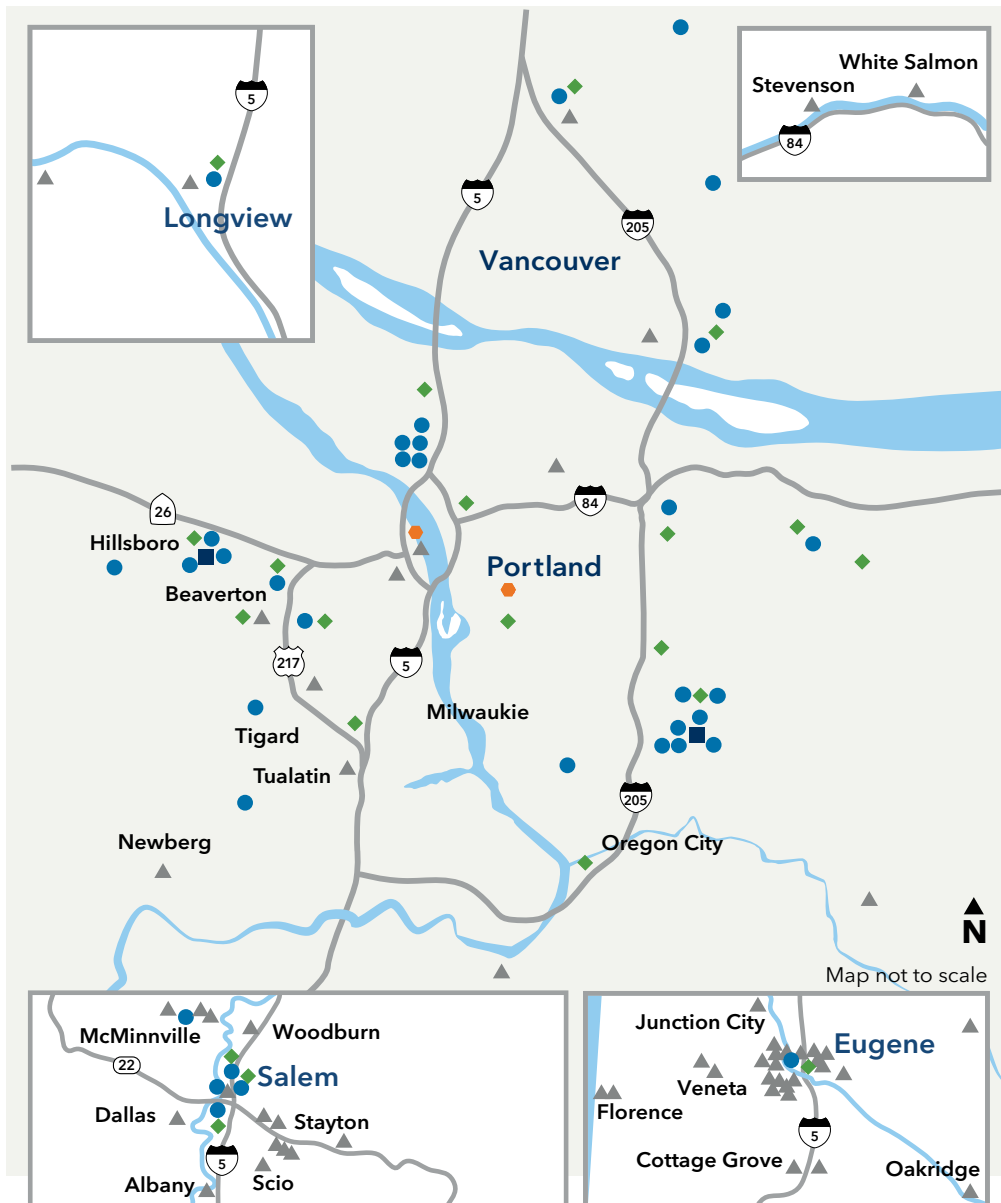 5
Longview
White Salmon
Stevenson
84
5
205
Vancouver
26
84
Hillsboro
Portland
Beaverton
217
5
Milwaukie
Tigard
Tualatin
205
Newberg
Oregon City
N
Map not to scale
McMinnville
Woodburn
22
Salem
Dallas
Stayton
5
Albany
Scio
Junction City
Eugene
Veneta
Florence
5
Cottage Grove
Oakridge